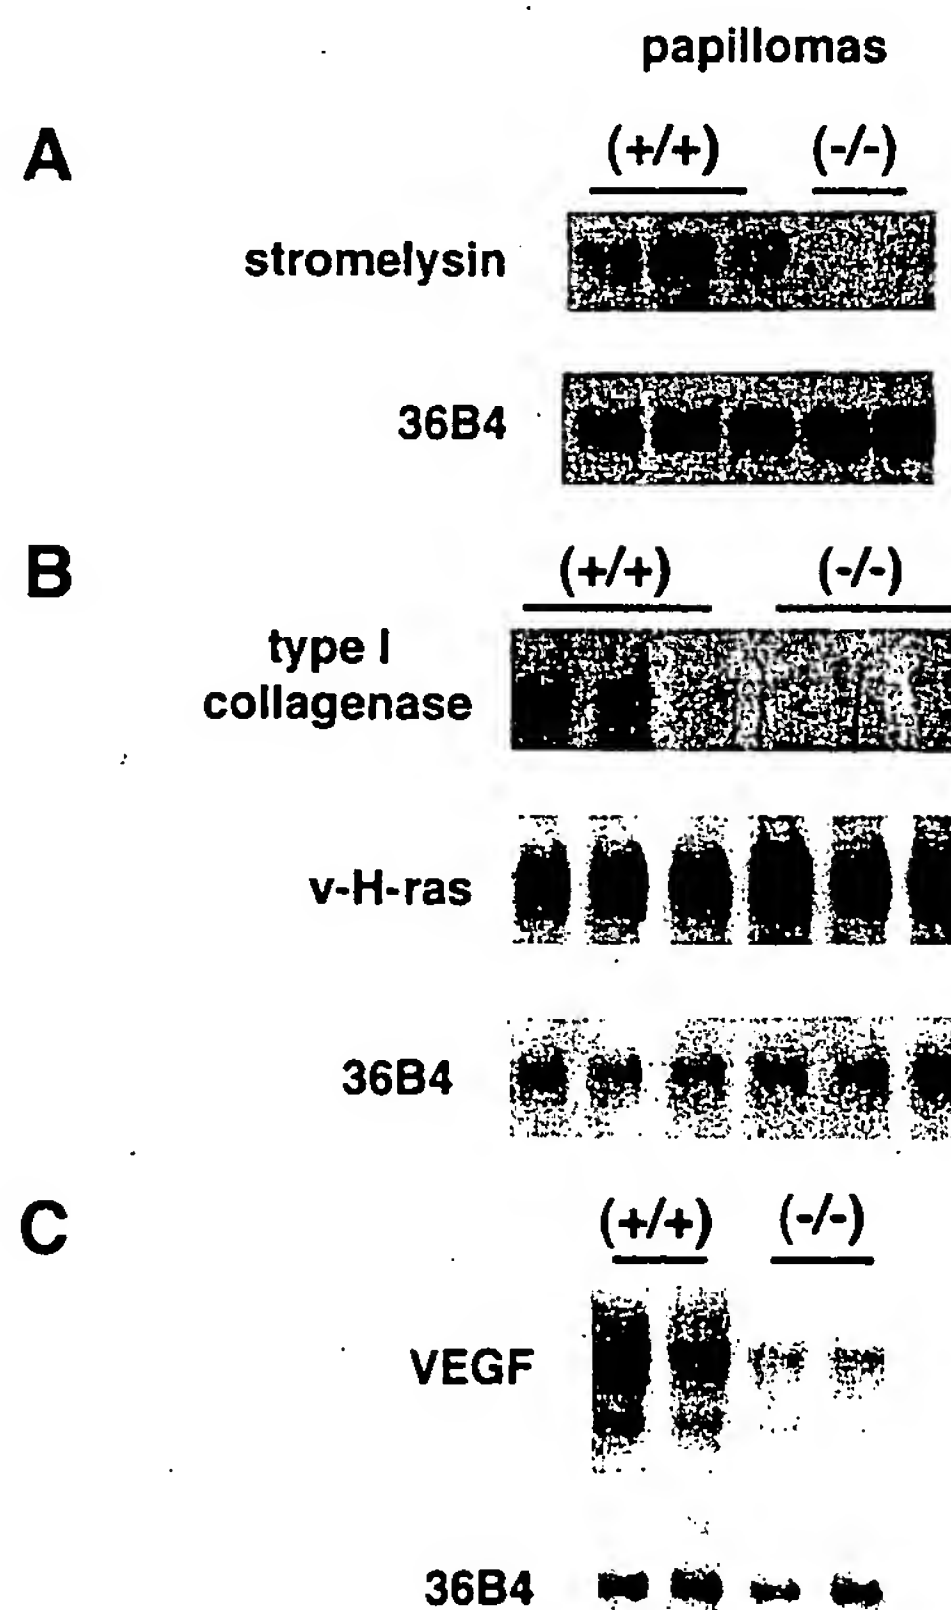 papillomas
A
(+/+) (-/-)
stromelysin
36B4
B
(+/+) (-/-)
type I
collagenase
v-H-ras
36B4
C
(+/+) (-/-)
VEGF
36B4